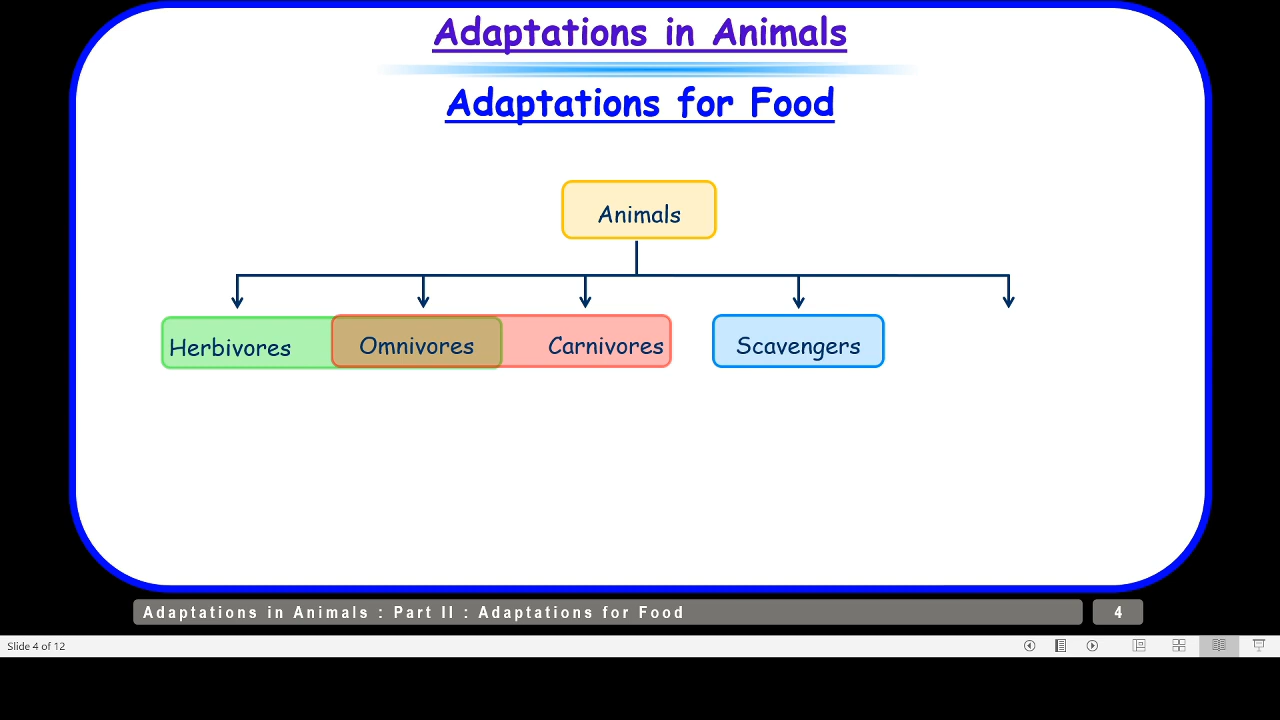 Adaptations in Animals
Adaptations for Food
Animals
Herbivores Omnivores Carnivores Scavengers
Adaptations in Animals : Part II : Adaptations for Food 4
Slide 4 of 12